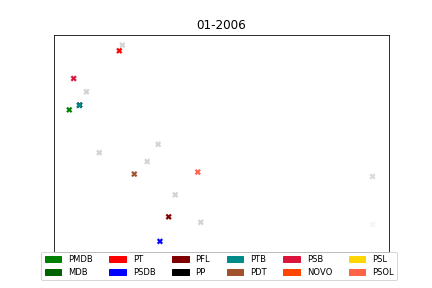 01-2006
PMDB PT PFL PTB PSB PSL
MDB PSDB PP PDT NOVO PSOL